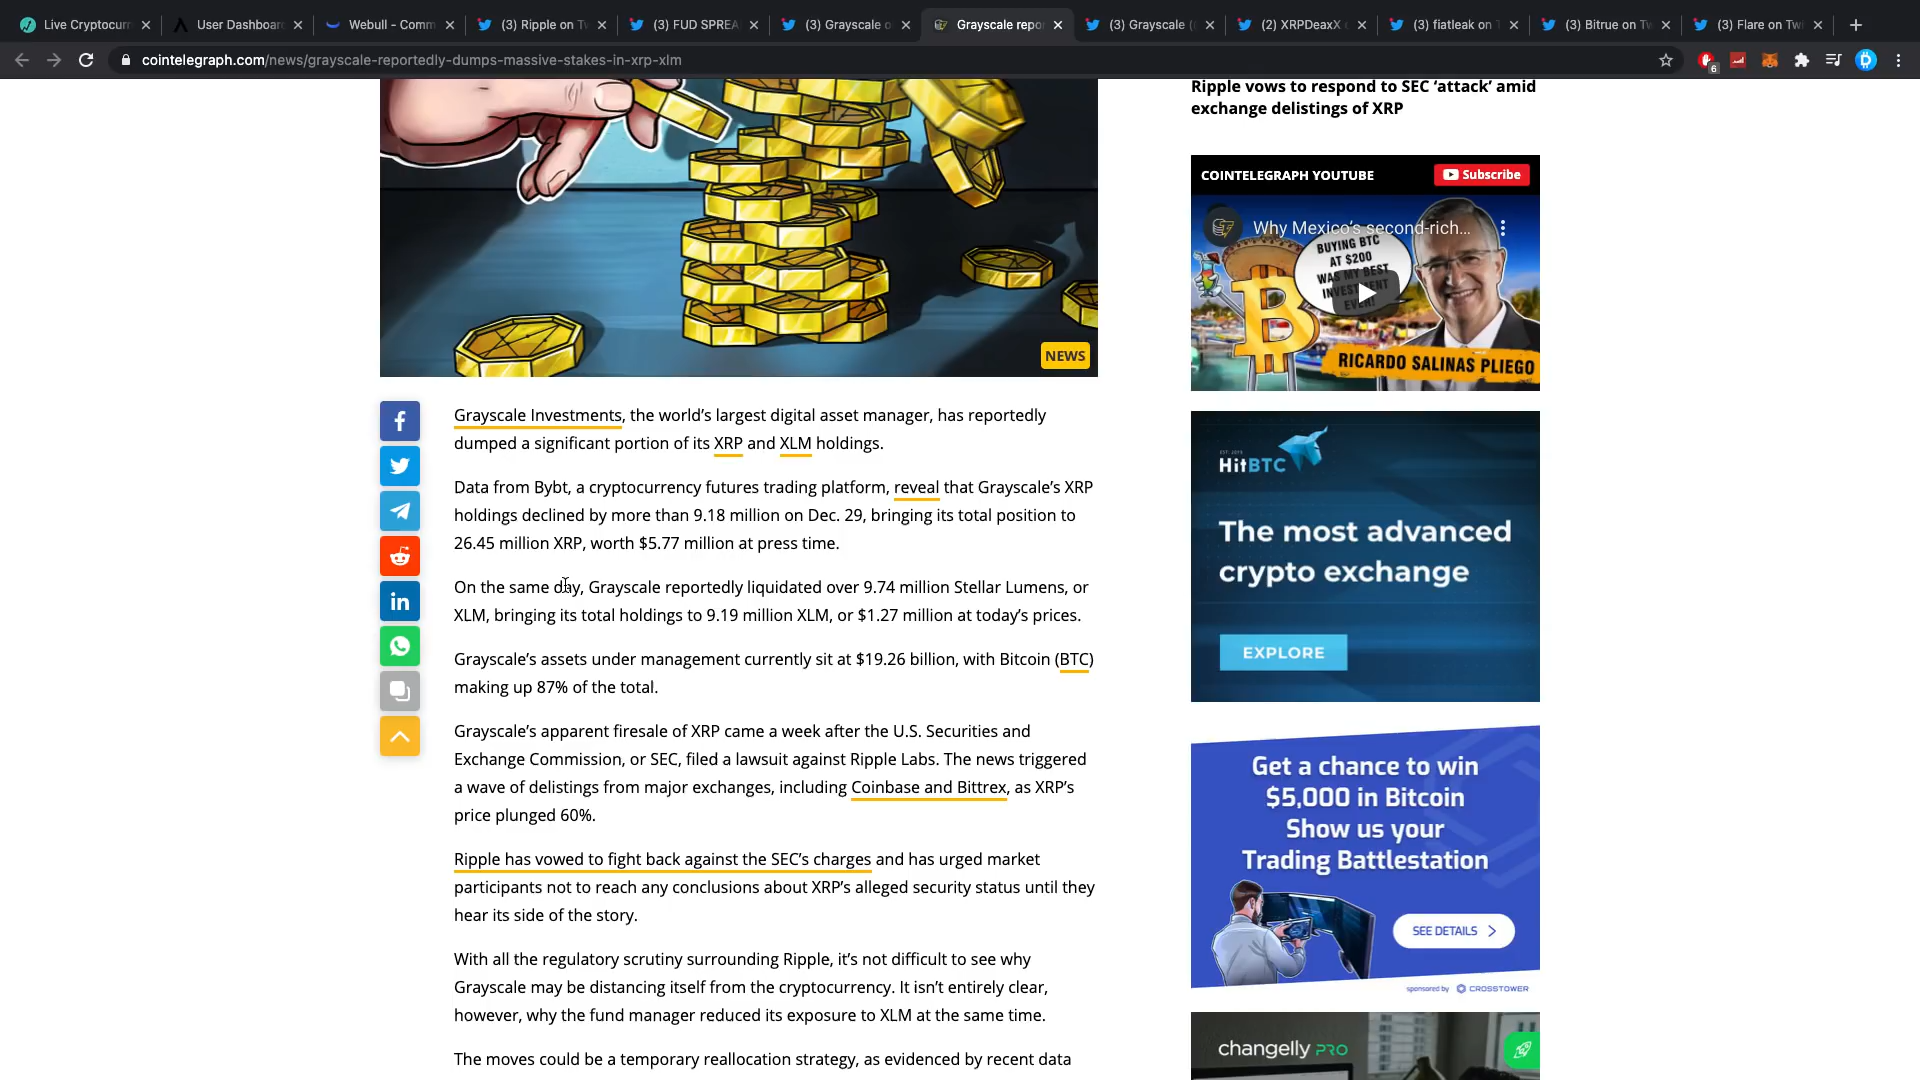 Live Cryptocurr
User Dashboard
Webull - Comm
(3) Ripple on Tw
(3) FUD SPREA
(3) Grayscale o
Grayscale repo
(3) Grayscale (
(2) XRPDeaxX
(3) fiatleak on T
(3) Bitrue on Tw
(3) Flare on Tw
cointelegraph.com/news/grayscale-reportedly-dumps-massive-stakes-in-xrp-xlm
6
NEWS
Grayscale Investments, the world's largest digital asset manager, has reportedly
dumped a significant portion of its XRP and XLM holdings.
Data from Bybt, a cryptocurrency futures trading platform, reveal that Grayscale's XRP
holdings declined by more than 9.18 million on Dec. 29, bringing its total position to
26.45 million XRP, worth $5.77 million at press time.
On the same day, Grayscale reportedly liquidated over 9.74 million Stellar Lumens, or
XLM, bringing its total holdings to 9.19 million XLM, or $1.27 million at today's prices.
Grayscale's assets under management currently sit at $19.26 billion, with Bitcoin (BTC)
making up 87% of the total.
Grayscale's apparent firesale of XRP came a week after the U.S. Securities and
Exchange Commission, or SEC, filed a lawsuit against Ripple Labs. The news triggered
a wave of delistings from major exchanges, including Coinbase and Bittrex, as XRP's
price plunged 60%.
Ripple has vowed to fight back against the SEC's charges and has urged market
participants not to reach any conclusions about XRP's alleged security status until they
hear its side of the story.
With all the regulatory scrutiny surrounding Ripple, it's not difficult to see why
Grayscale may be distancing itself from the cryptocurrency. It isn't entirely clear,
however, why the fund manager reduced its exposure to XLM at the same time.
The moves could be a temporary reallocation strategy, as evidenced by recent data
Ripple vows to respond to SEC 'attack' amid
exchange delistings of XRP
COINTELEGRAPH YOUTUBE
Subscribe
Why Mexico's second-rich...
BUYING BTC
AT $200
WAS MY BEST
INVESTMENT
EVER!
RICARDO SALINAS PLIEGO
HitBTC
The most advanced
crypto exchange
EXPLORE
Get a chance to win
$5,000 in Bitcoin
Show us your
Trading Battlestation
SEE DETAILS
sponsored by CROSSTOWER
changelly PRO